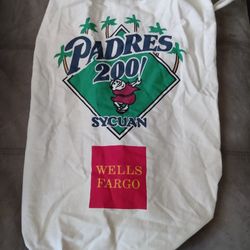 PADRES
2001
SYCUAN
WELLS
FARGO